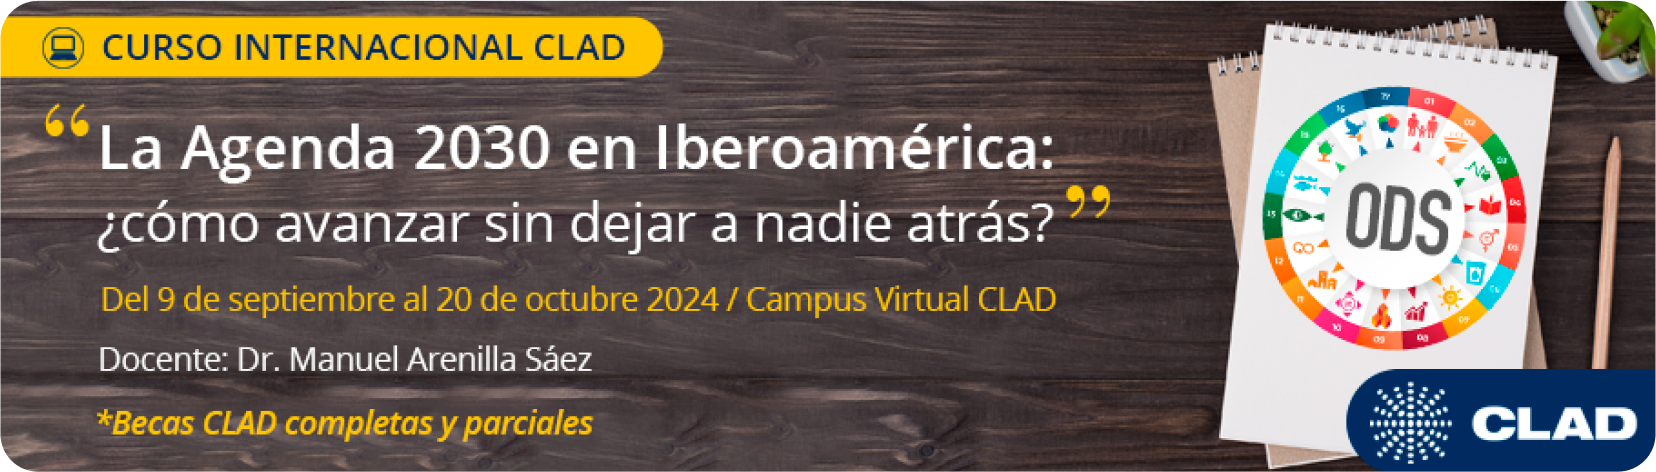 CURSO INTERNACIONAL CLAD
“La Agenda 2030 en Iberoamérica:
¿cómo avanzar sin dejar a nadie atrás?”
Del 9 de septiembre al 20 de octubre 2024 / Campus Virtual CLAD
Docente: Dr. Manuel Arenilla Sáez
*Becas CLAD completas y parciales
ODS
CLAD